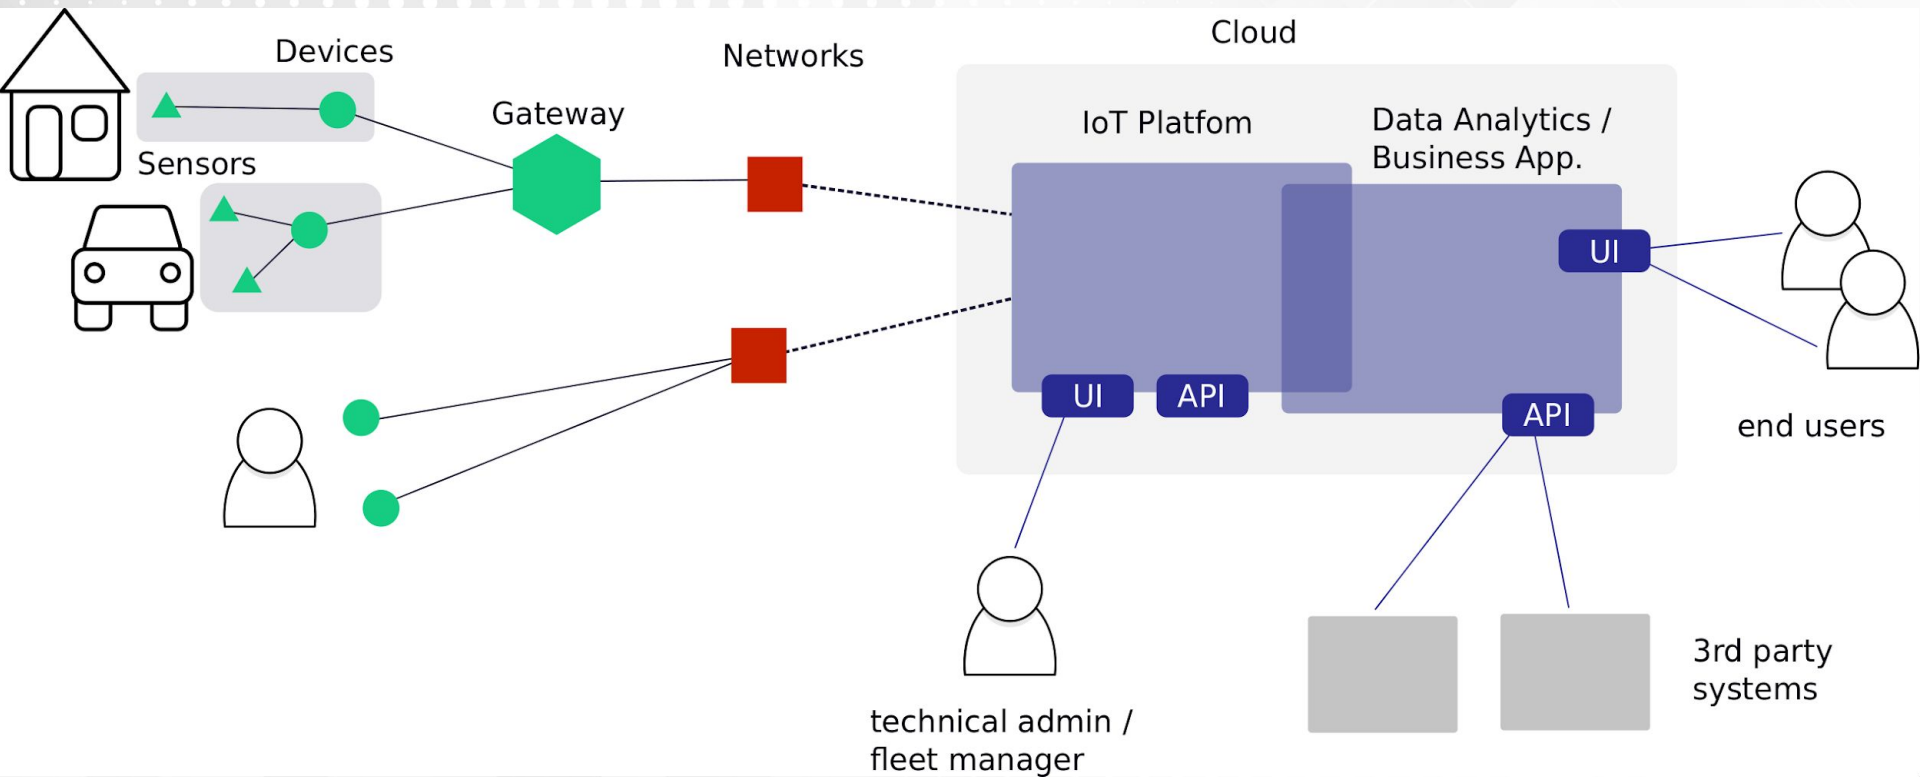 Devices
Networks
Cloud
Gateway
IoT Platfom
Data Analytics /
Business App.
Sensors
UI
UI
API
API
end users
3rd party
systems
technical admin /
fleet manager